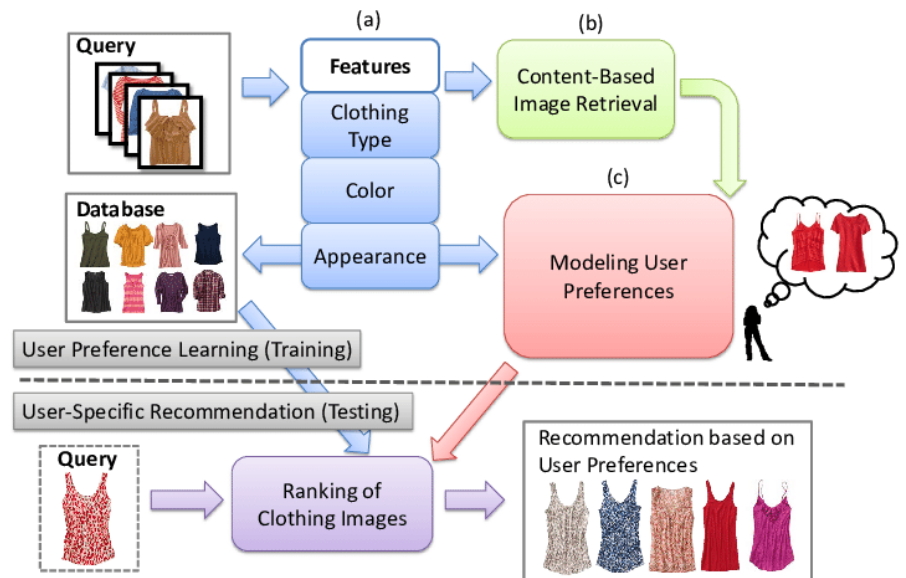 (a)
(b)
Query
Features
Content-Based
Image Retrieval
Clothing
Type
(c)
Color
Database
Appearance
Modeling User
Preferences
User Preference Learning (Training)
User-Specific Recommendation (Testing)
Query
Ranking of
Clothing Images
Recommendation based on
User Preferences